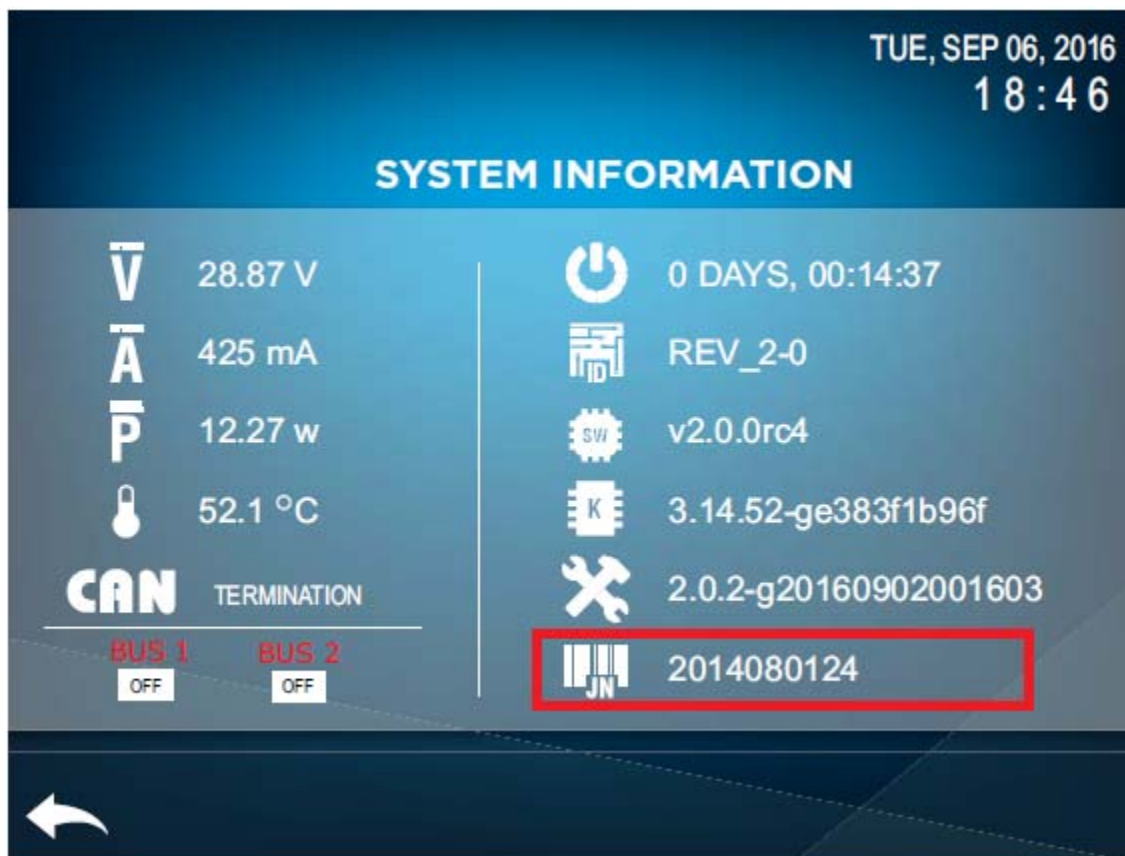 TUE, SEP 06, 2016
18:46
SYSTEM INFORMATION
V 28.87 V
A 425 mA
P 12.27 w
52.1 °C
CAN TERMINATION
BUS 1 BUS 2
OFF OFF
0 DAYS, 00:14:37
ID REV_2-0
SW v2.0.0rc4
K 3.14.52-ge383f1b96f
2.0.2-g20160902001603
JN 2014080124